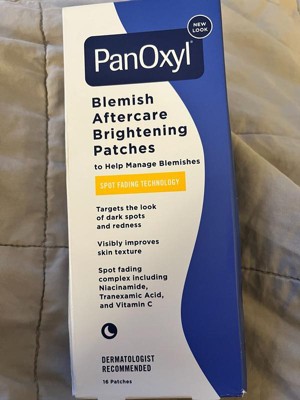 NEW
LOOK
PanOxyl®
Blemish
Aftercare
Brightening
Patches
to Help Manage Blemishes
SPOT FADING TECHNOLOGY
Targets the look
of dark spots
and redness
Visibly improves
skin texture
Spot fading
complex including
Niacinamide,
Tranexamic Acid,
and Vitamin C
DERMATOLOGIST
RECOMMENDED
16 Patches